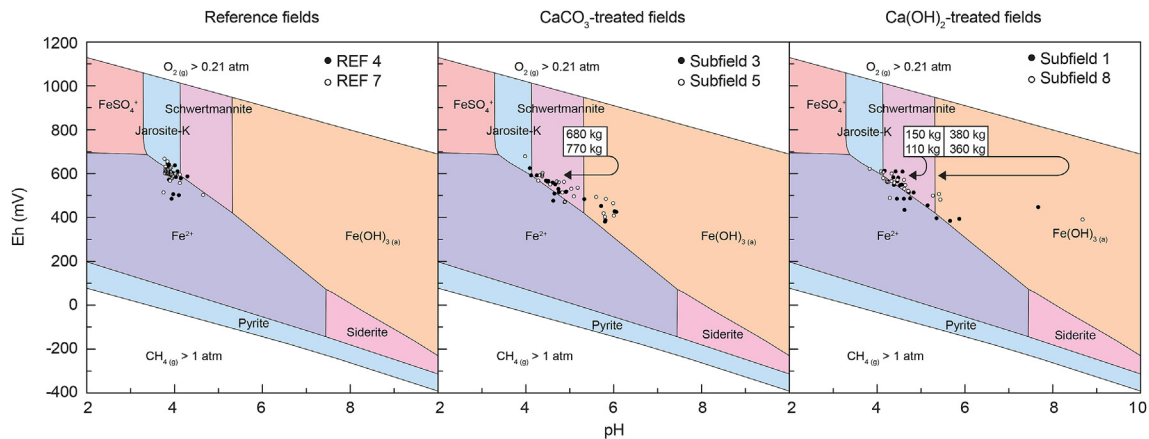 Reference fields
CaCO₃-treated fields
Ca(OH)₂-treated fields
Eh (mV)
1200
1000
800
600
400
200
0
-200
-400
O₂ ₍g₎ > 0.21 atm
REF 4
REF 7
FeSO₄⁺
Schwertmannite
Jarosite-K
Fe²⁺
Fe(OH)₃ ₍a₎
Pyrite
Siderite
CH₄ ₍g₎ > 1 atm
2
4
6
8
O₂ ₍g₎ > 0.21 atm
Subfield 3
Subfield 5
FeSO₄⁺
Schwertmannite
Jarosite-K
680 kg
770 kg
Fe²⁺
Fe(OH)₃ ₍a₎
Pyrite
Siderite
CH₄ ₍g₎ > 1 atm
2
4
6
8
O₂ ₍g₎ > 0.21 atm
Subfield 1
Subfield 8
FeSO₄⁺
Schwertmannite
Jarosite-K
150 kg 380 kg
110 kg 360 kg
Fe²⁺
Fe(OH)₃ ₍a₎
Pyrite
Siderite
CH₄ ₍g₎ > 1 atm
2
4
6
8
10
pH